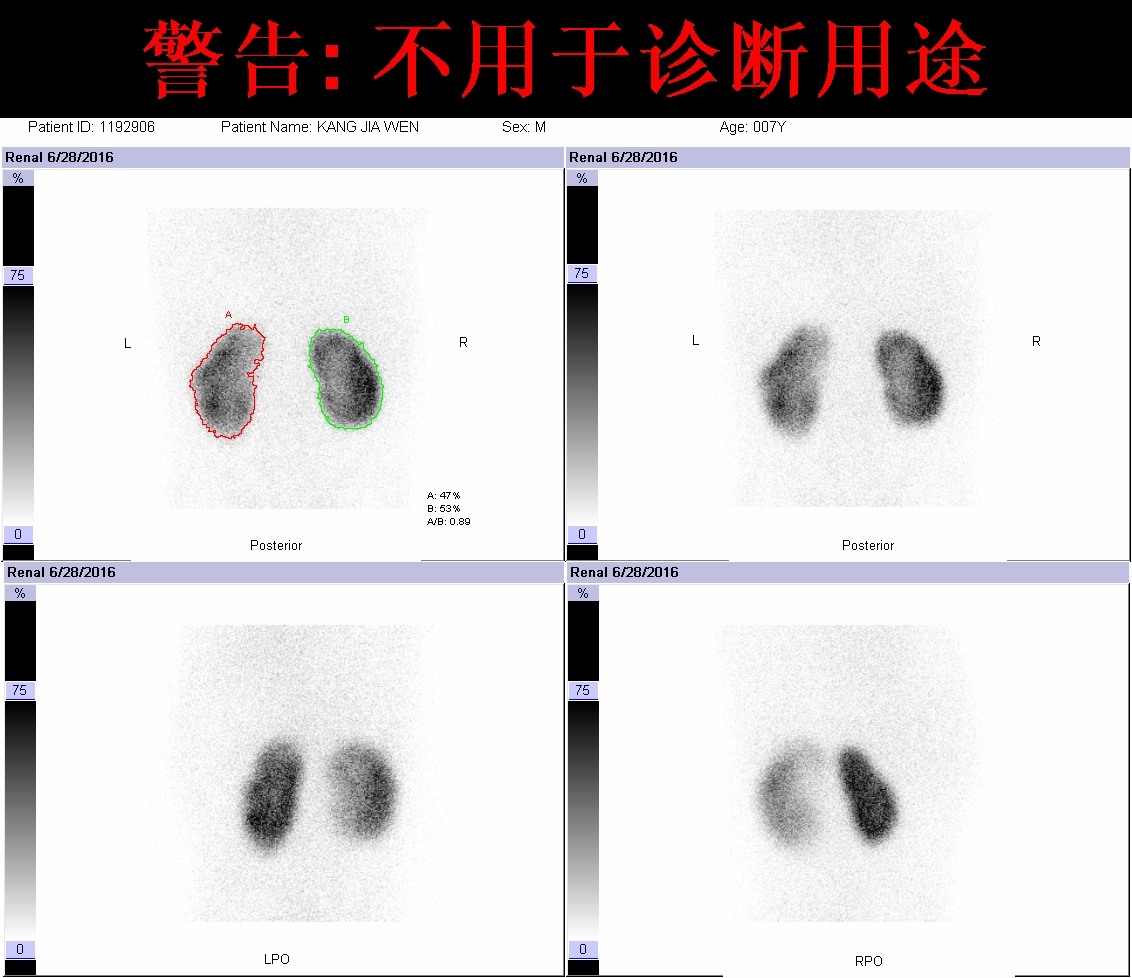 警告: 不用于诊断用途
Patient ID: 1192906 Patient Name: KANG JIA WEN Sex: M Age: 007Y
Renal 6/28/2016
%
75
0
A
B
L
R
A: 47%
B: 53%
A/B: 0.89
Posterior
Renal 6/28/2016
%
75
0
L
R
Posterior
Renal 6/28/2016
%
75
0
LPO
Renal 6/28/2016
%
75
0
RPO